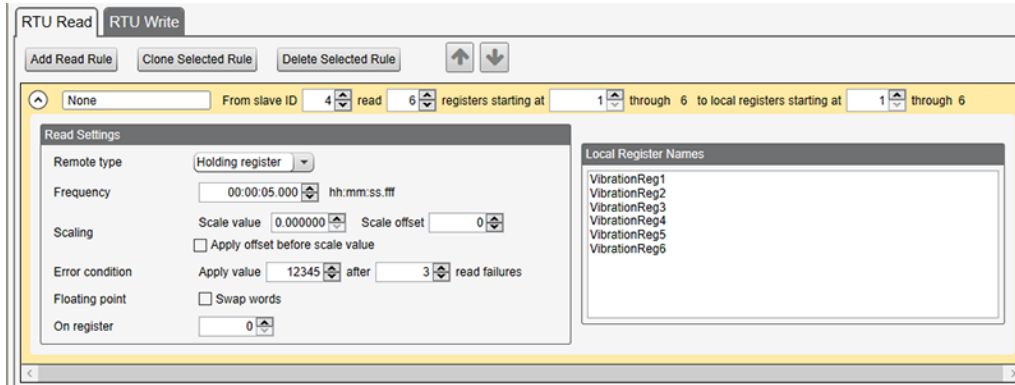 RTU Read RTU Write
Add Read Rule Clone Selected Rule Delete Selected Rule
None From slave ID 4 read 6 registers starting at 1 through 6 to local registers starting at 1 through 6
Read Settings
Remote type Holding register
Frequency 00:00:05.000 hh:mm:ss.fff
Scaling Scale value 0.000000 Scale offset 0
Apply offset before scale value
Error condition Apply value 12345 after 3 read failures
Floating point Swap words
On register 0
Local Register Names
VibrationReg1
VibrationReg2
VibrationReg3
VibrationReg4
VibrationReg5
VibrationReg6